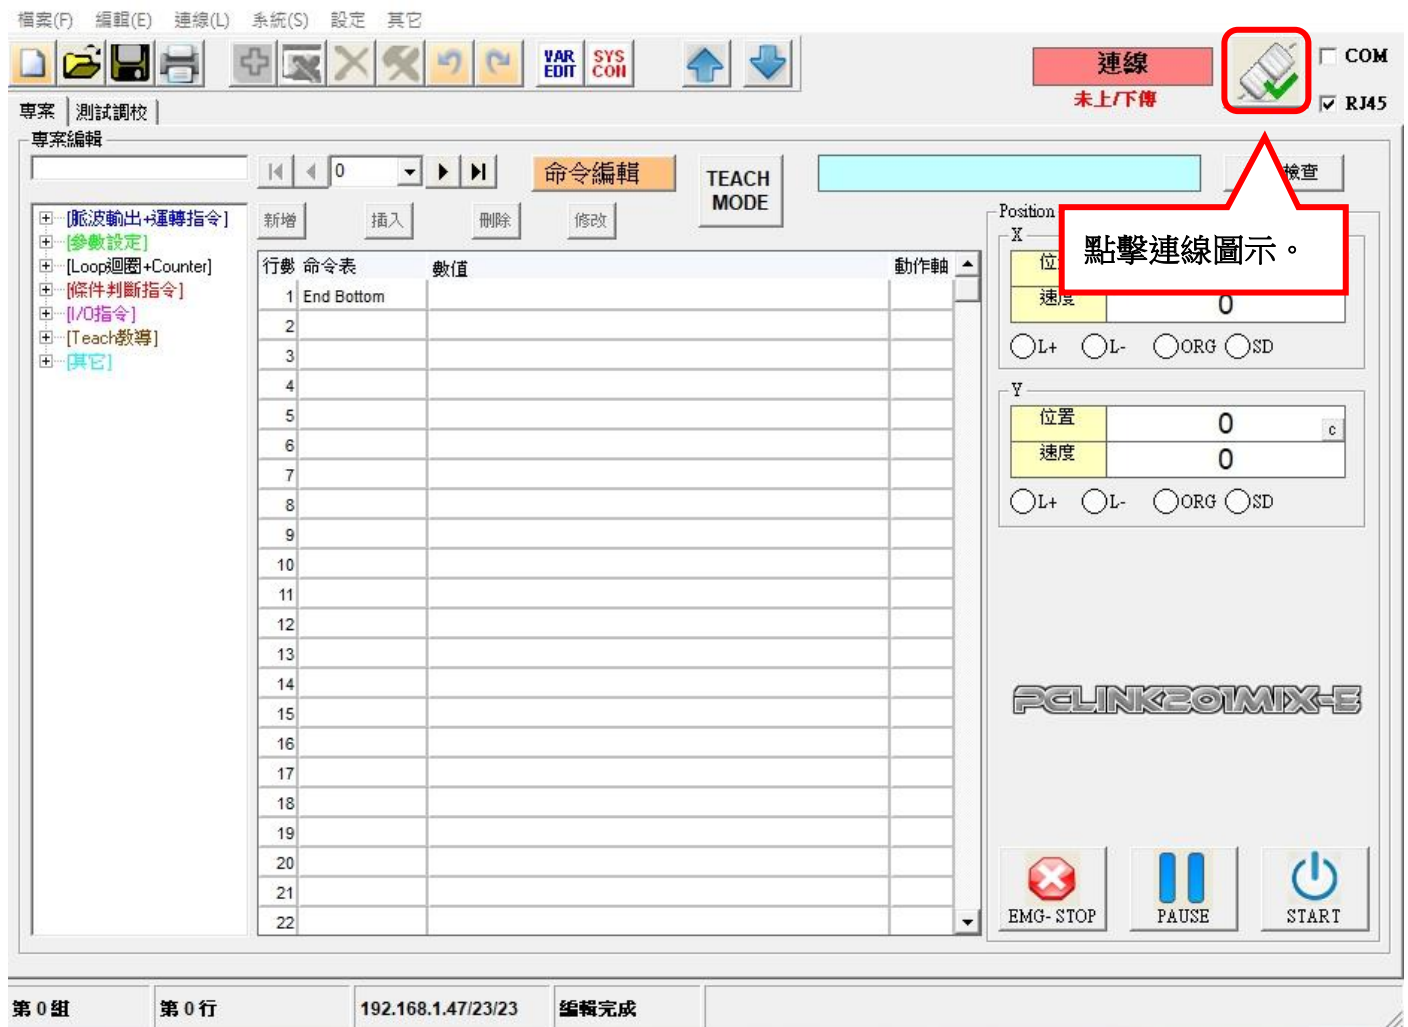 檔案(F) 編輯(E) 連線(L) 系統(S) 設定 其它
VAR EDIT
SYS CON
連線
未上/下傳
COM
RJ45
專案 測試調校
專案編輯
0
命令編輯
TEACH MODE
檢查
新增 插入 刪除 修改
[脈波輸出+運轉指令]
[參數設定]
[Loop迴圈+Counter]
[條件判斷指令]
[I/O指令]
[Teach教導]
[其它]
行數 命令表 數值 動作軸
1 End Bottom
2
3
4
5
6
7
8
9
10
11
12
13
14
15
16
17
18
19
20
21
22
Position
X
點擊連線圖示。
速度 0
L+ L- ORG SD
Y
位置 0 c
速度 0
L+ L- ORG SD
PCLINK201MIX-E
EMG-STOP PAUSE START
第 0 組 第 0 行 192.168.1.47/23/23 編輯完成